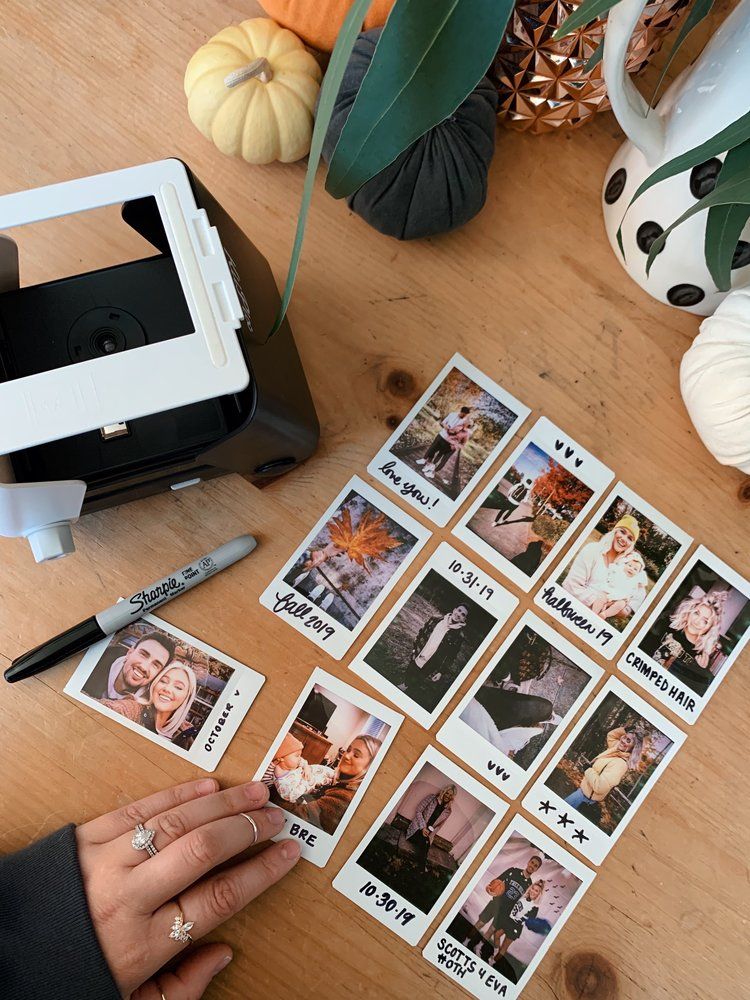 love you!
fall 2019
10·31·19
halloween 19
CRIMPED HAIR
Sharpie
FINE POINT
AP
OCTOBER
BRE
10·30·19
SCOTTS 4 EVA
#OTH